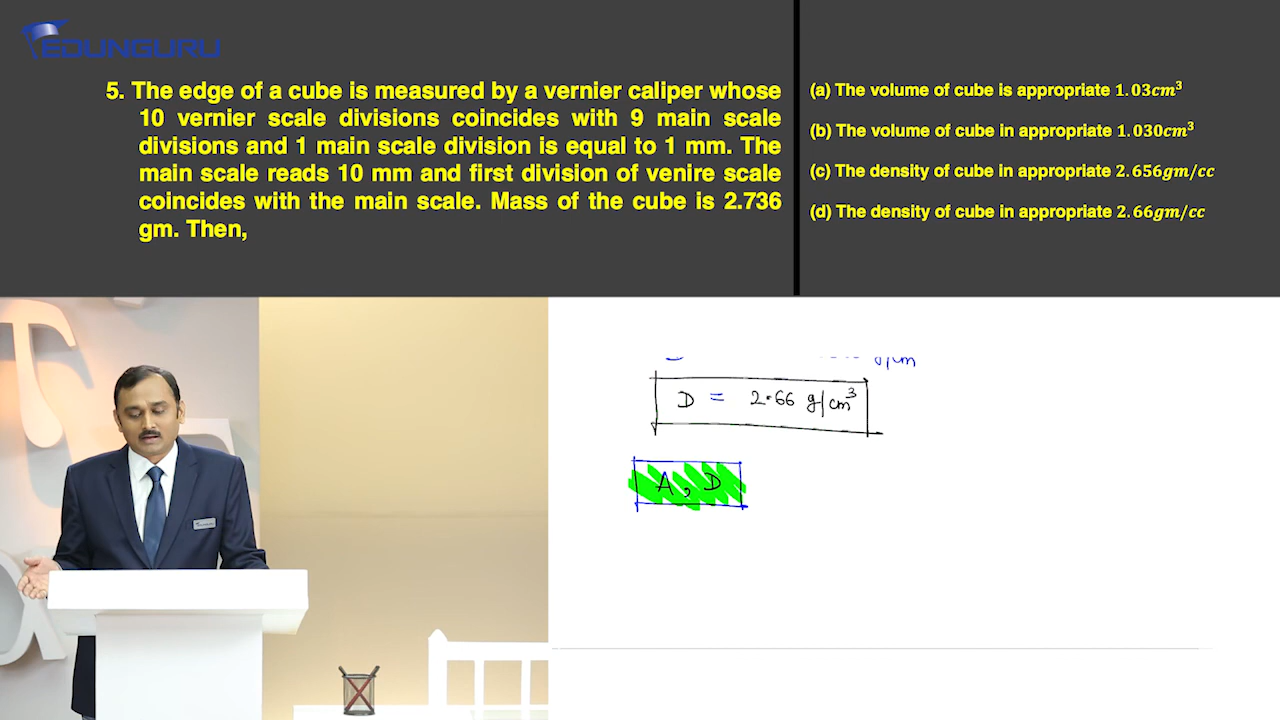 EDUNGURU
5. The edge of a cube is measured by a vernier caliper whose
10 vernier scale divisions coincides with 9 main scale
divisions and 1 main scale division is equal to 1 mm. The
main scale reads 10 mm and first division of venire scale
coincides with the main scale. Mass of the cube is 2.736
gm. Then,
(a) The volume of cube is appropriate 1.03cm³
(b) The volume of cube in appropriate 1.030cm³
(c) The density of cube in appropriate 2.656gm/cc
(d) The density of cube in appropriate 2.66gm/cc
D = 2.66 g/cm³
A, D